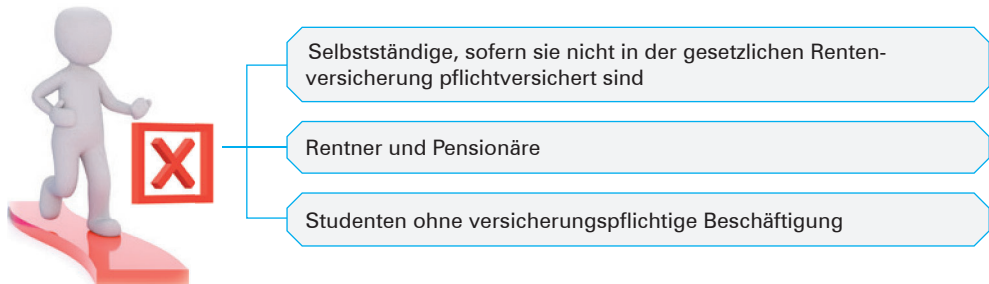 Selbstständige, sofern sie nicht in der gesetzlichen Renten-
versicherung pflichtversichert sind
Rentner und Pensionäre
Studenten ohne versicherungspflichtige Beschäftigung